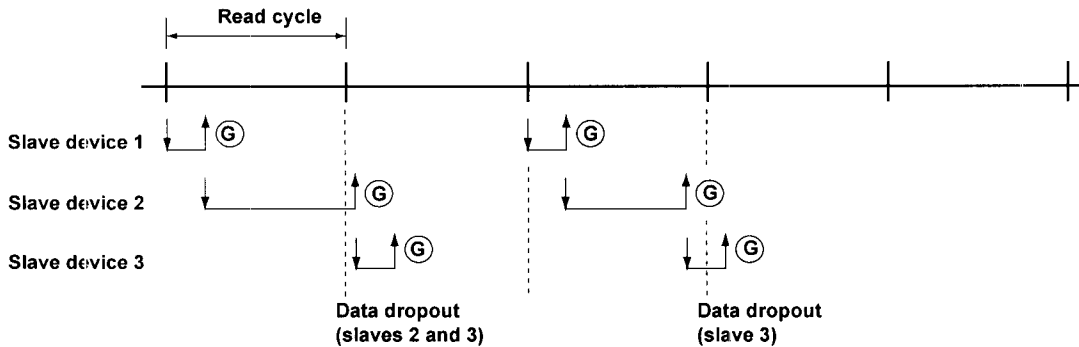 Read cycle
Slave device 1
G
G
Slave device 2
G
G
Slave device 3
G
G
Data dropout
(slaves 2 and 3)
Data dropout
(slave 3)